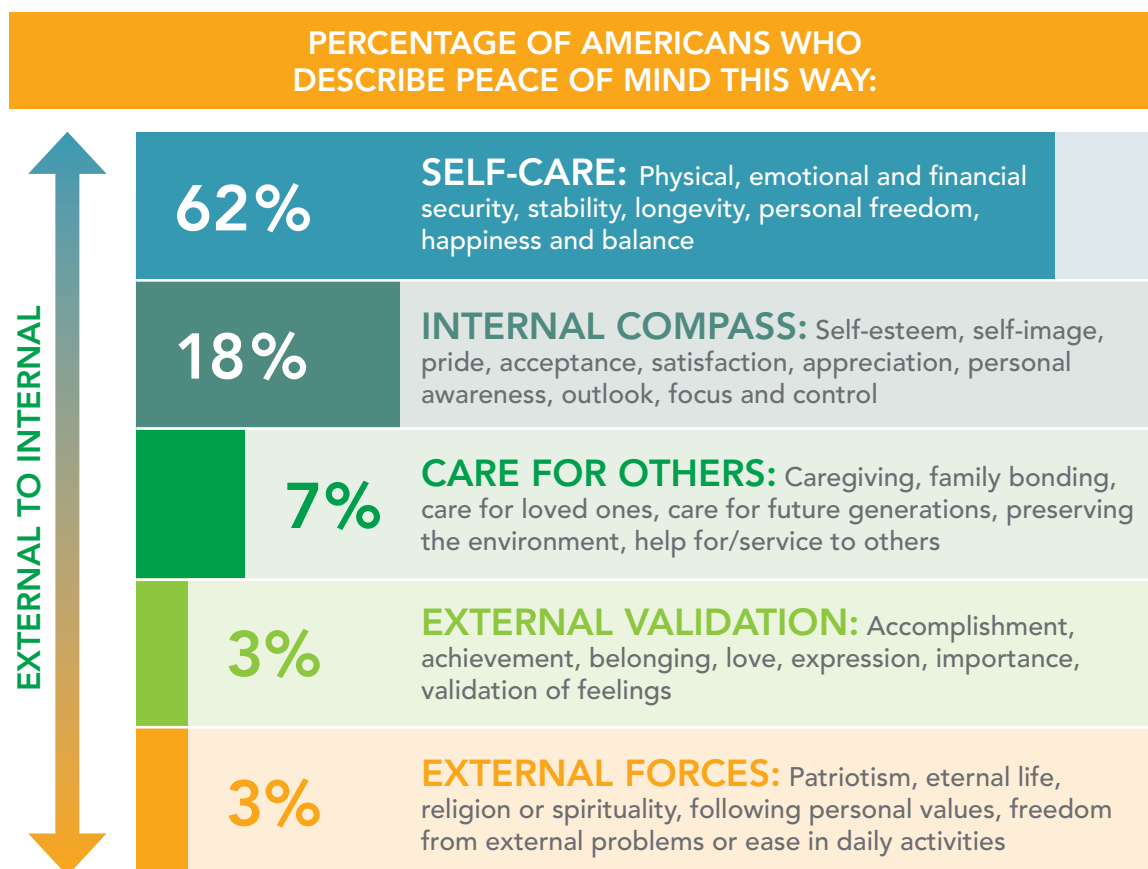 PERCENTAGE OF AMERICANS WHO
DESCRIBE PEACE OF MIND THIS WAY:
EXTERNAL TO INTERNAL
62%
SELF-CARE: Physical, emotional and financial
security, stability, longevity, personal freedom,
happiness and balance
18%
INTERNAL COMPASS: Self-esteem, self-image,
pride, acceptance, satisfaction, appreciation, personal
awareness, outlook, focus and control
7%
CARE FOR OTHERS: Caregiving, family bonding,
care for loved ones, care for future generations, preserving
the environment, help for/service to others
3%
EXTERNAL VALIDATION: Accomplishment,
achievement, belonging, love, expression, importance,
validation of feelings
3%
EXTERNAL FORCES: Patriotism, eternal life,
religion or spirituality, following personal values, freedom
from external problems or ease in daily activities